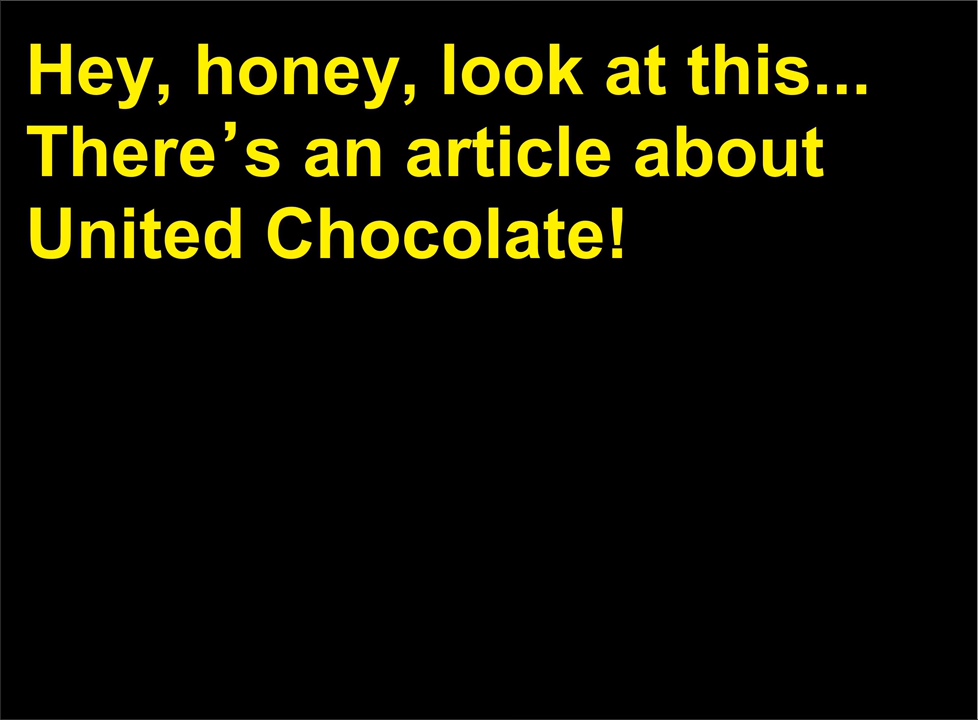 Hey, honey, look at this...
There’s an article about
United Chocolate!